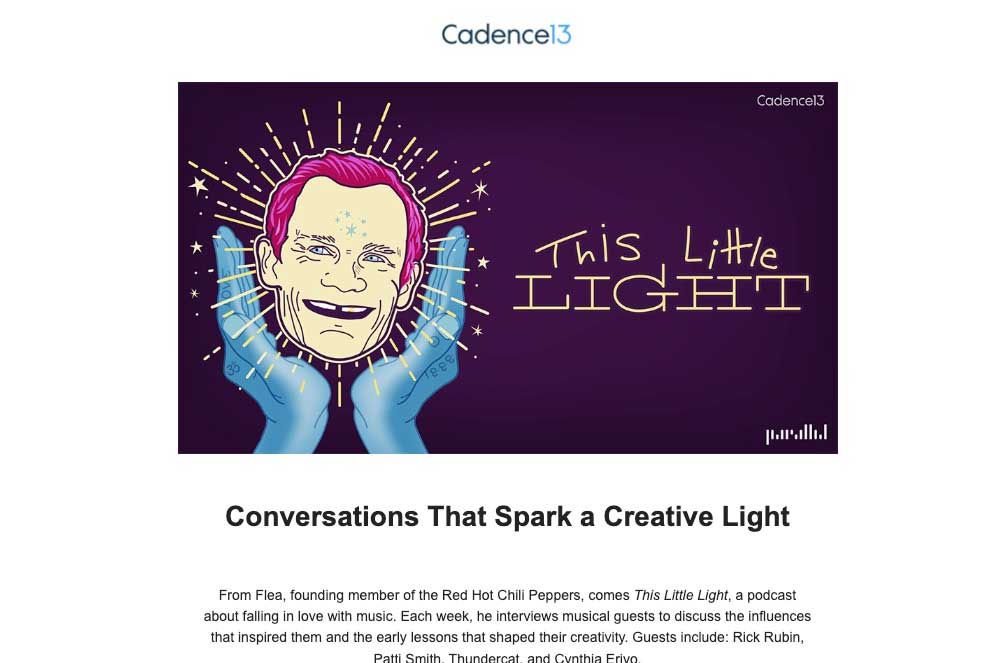 Cadence13
Cadence13
This Little
LIGHT
LOVE
parallel
Conversations That Spark a Creative Light
From Flea, founding member of the Red Hot Chili Peppers, comes This Little Light, a podcast
about falling in love with music. Each week, he interviews musical guests to discuss the influences
that inspired them and the early lessons that shaped their creativity. Guests include: Rick Rubin,
Patti Smith, Thundercat, and Cynthia Erivo.